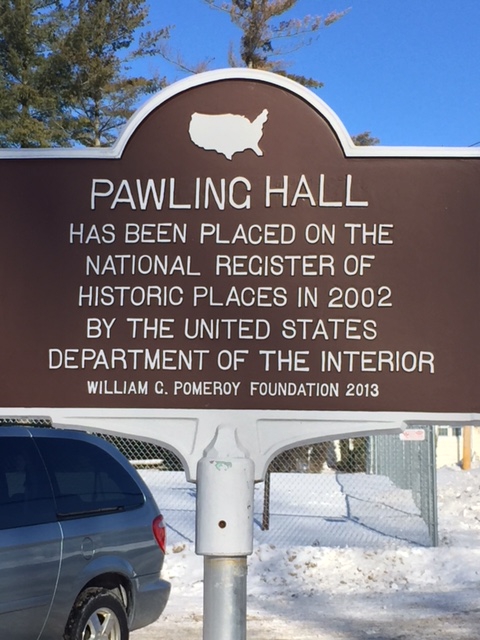 PAWLING HALL
HAS BEEN PLACED ON THE
NATIONAL REGISTER OF
HISTORIC PLACES IN 2002
BY THE UNITED STATES
DEPARTMENT OF THE INTERIOR
WILLIAM G. POMEROY FOUNDATION 2013